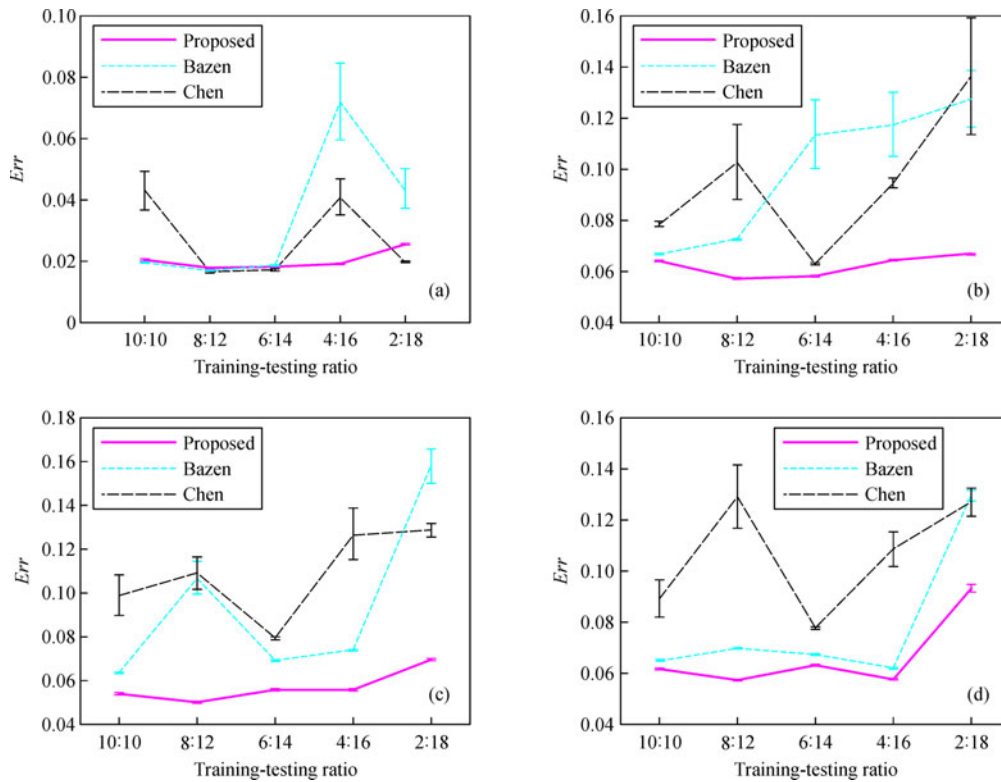 0.10
0.08
0.06
0.04
0.02
0
Err
Proposed
Bazen
Chen
(a)
10:10 8:12 6:14 4:16 2:18
Training-testing ratio
0.16
0.14
0.12
0.10
0.08
0.06
0.04
Err
Proposed
Bazen
Chen
(b)
10:10 8:12 6:14 4:16 2:18
Training-testing ratio
0.18
0.16
0.14
0.12
0.10
0.08
0.06
0.04
Err
Proposed
Bazen
Chen
(c)
10:10 8:12 6:14 4:16 2:18
Training-testing ratio
0.16
0.14
0.12
0.10
0.08
0.06
0.04
Err
Proposed
Bazen
Chen
(d)
10:10 8:12 6:14 4:16 2:18
Training-testing ratio